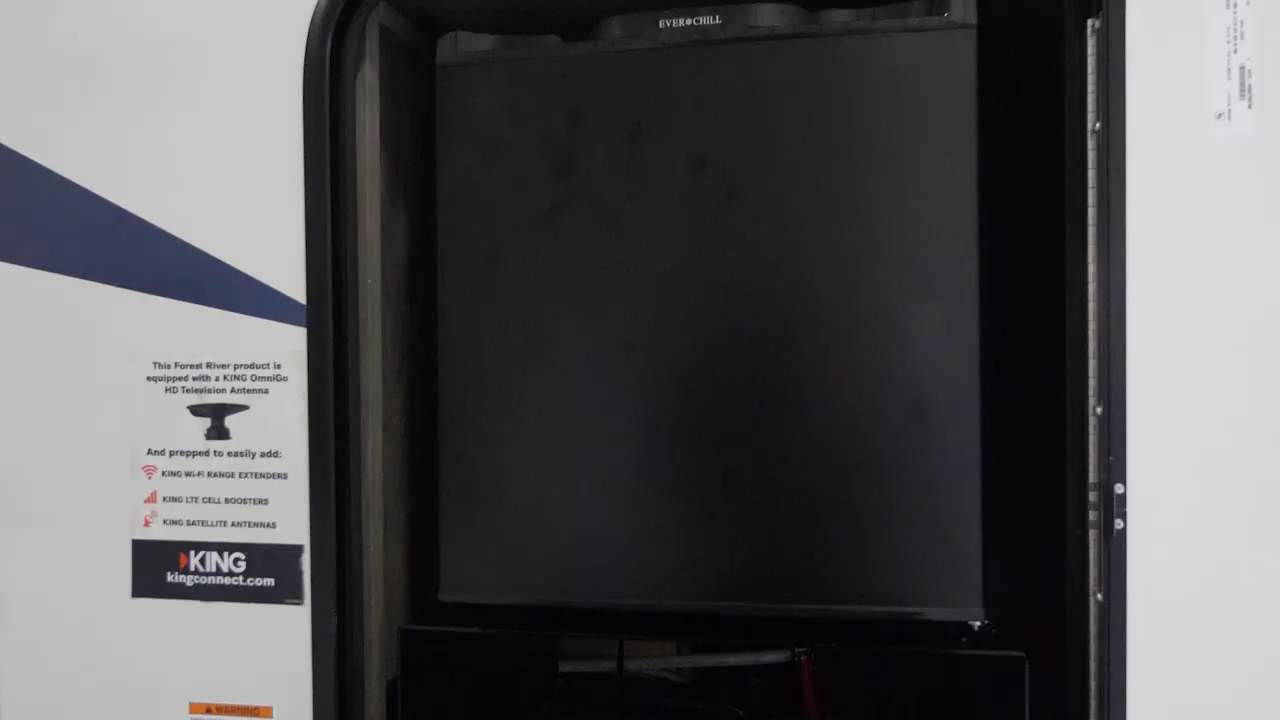 EVER❄CHILL
This Forest River product is
equipped with a KING OmniGo
HD Television Antenna
And prepped to easily add:
KING Wi-Fi RANGE EXTENDERS
KING LTE CELL BOOSTERS
KING SATELLITE ANTENNAS
KING
kingconnect.com
WARNING